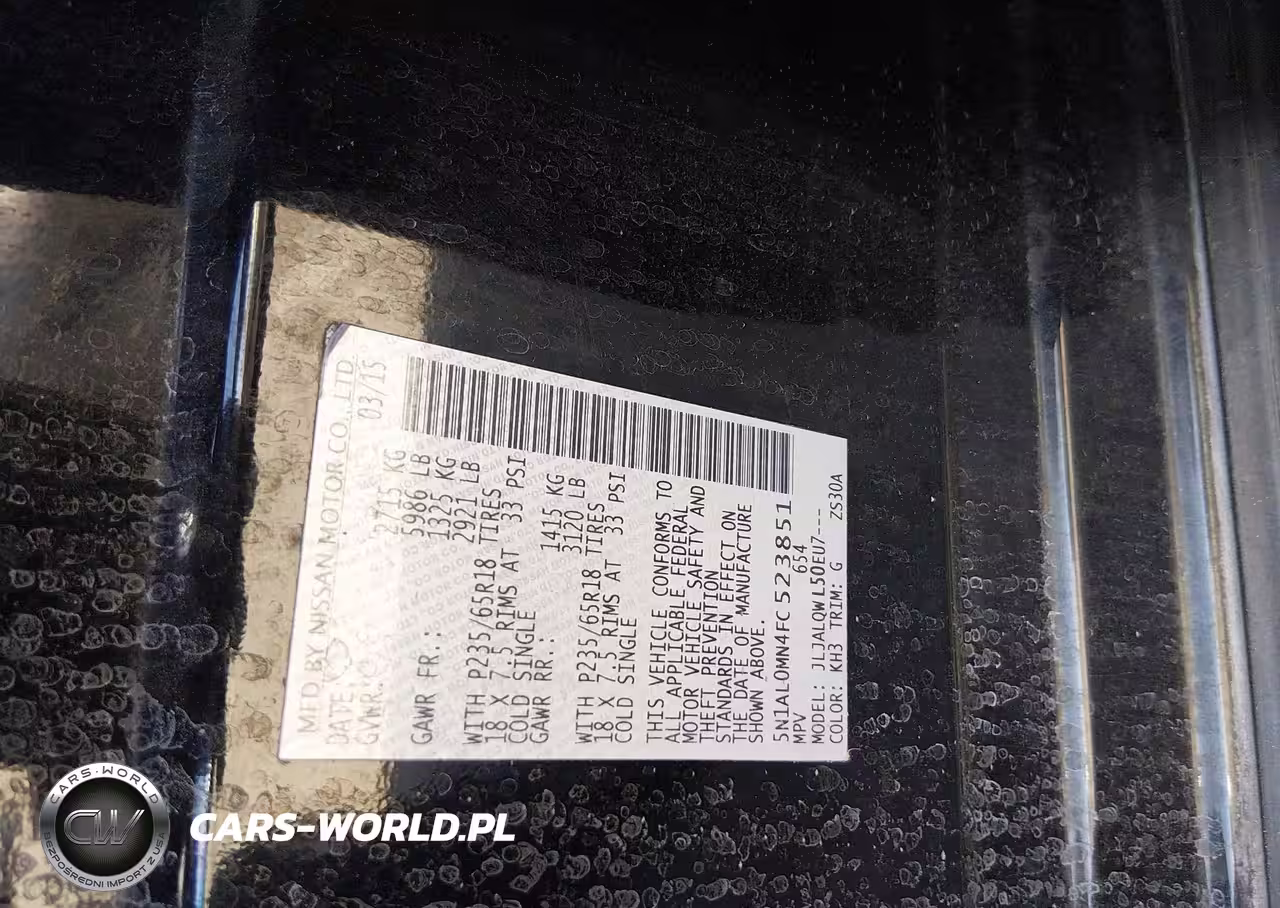 MFD BY NISSAN MOTOR CO., LTD.
DATE: 03/15
GVWR: 2715 KG
5986 LB
GAWR FR.: 1325 KG
2921 LB
WITH P235/65R18 TIRES
18 X 7.5 RIMS AT 33 PSI
COLD SINGLE
GAWR RR.: 1415 KG
3120 LB
WITH P235/65R18 TIRES
18 X 7.5 RIMS AT 33 PSI
COLD SINGLE
THIS VEHICLE CONFORMS TO
ALL APPLICABLE FEDERAL
MOTOR VEHICLE SAFETY AND
THEFT PREVENTION
STANDARDS IN EFFECT ON
THE DATE OF MANUFACTURE
SHOWN ABOVE.
5N1AL0MN4FC523851
MPV 654
MODEL: JLJALQWL50EU7---
COLOR: KH3 TRIM: G ZS30A
CARS-WORLD
CW
BEZPOŚREDNI IMPORT Z USA
CARS-WORLD.PL